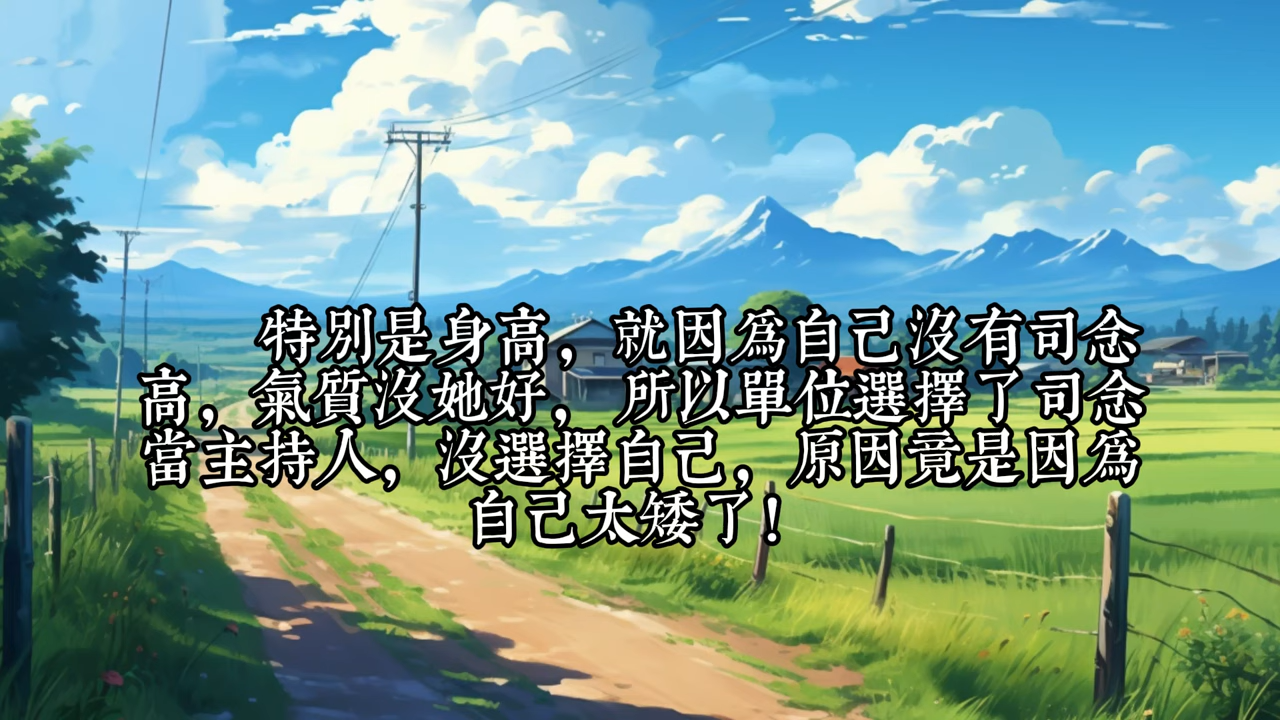 特別是身高，就因為自己沒有司念
高，氣質沒她好，所以單位選擇了司念
當主持人，沒選擇自己，原因竟是因為
自己太矮了！